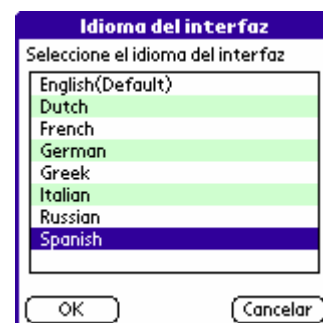 Idioma del interfaz
Seleccione el idioma del interfaz
English(Default)
Dutch
French
German
Greek
Italian
Russian
Spanish
OK
Cancelar